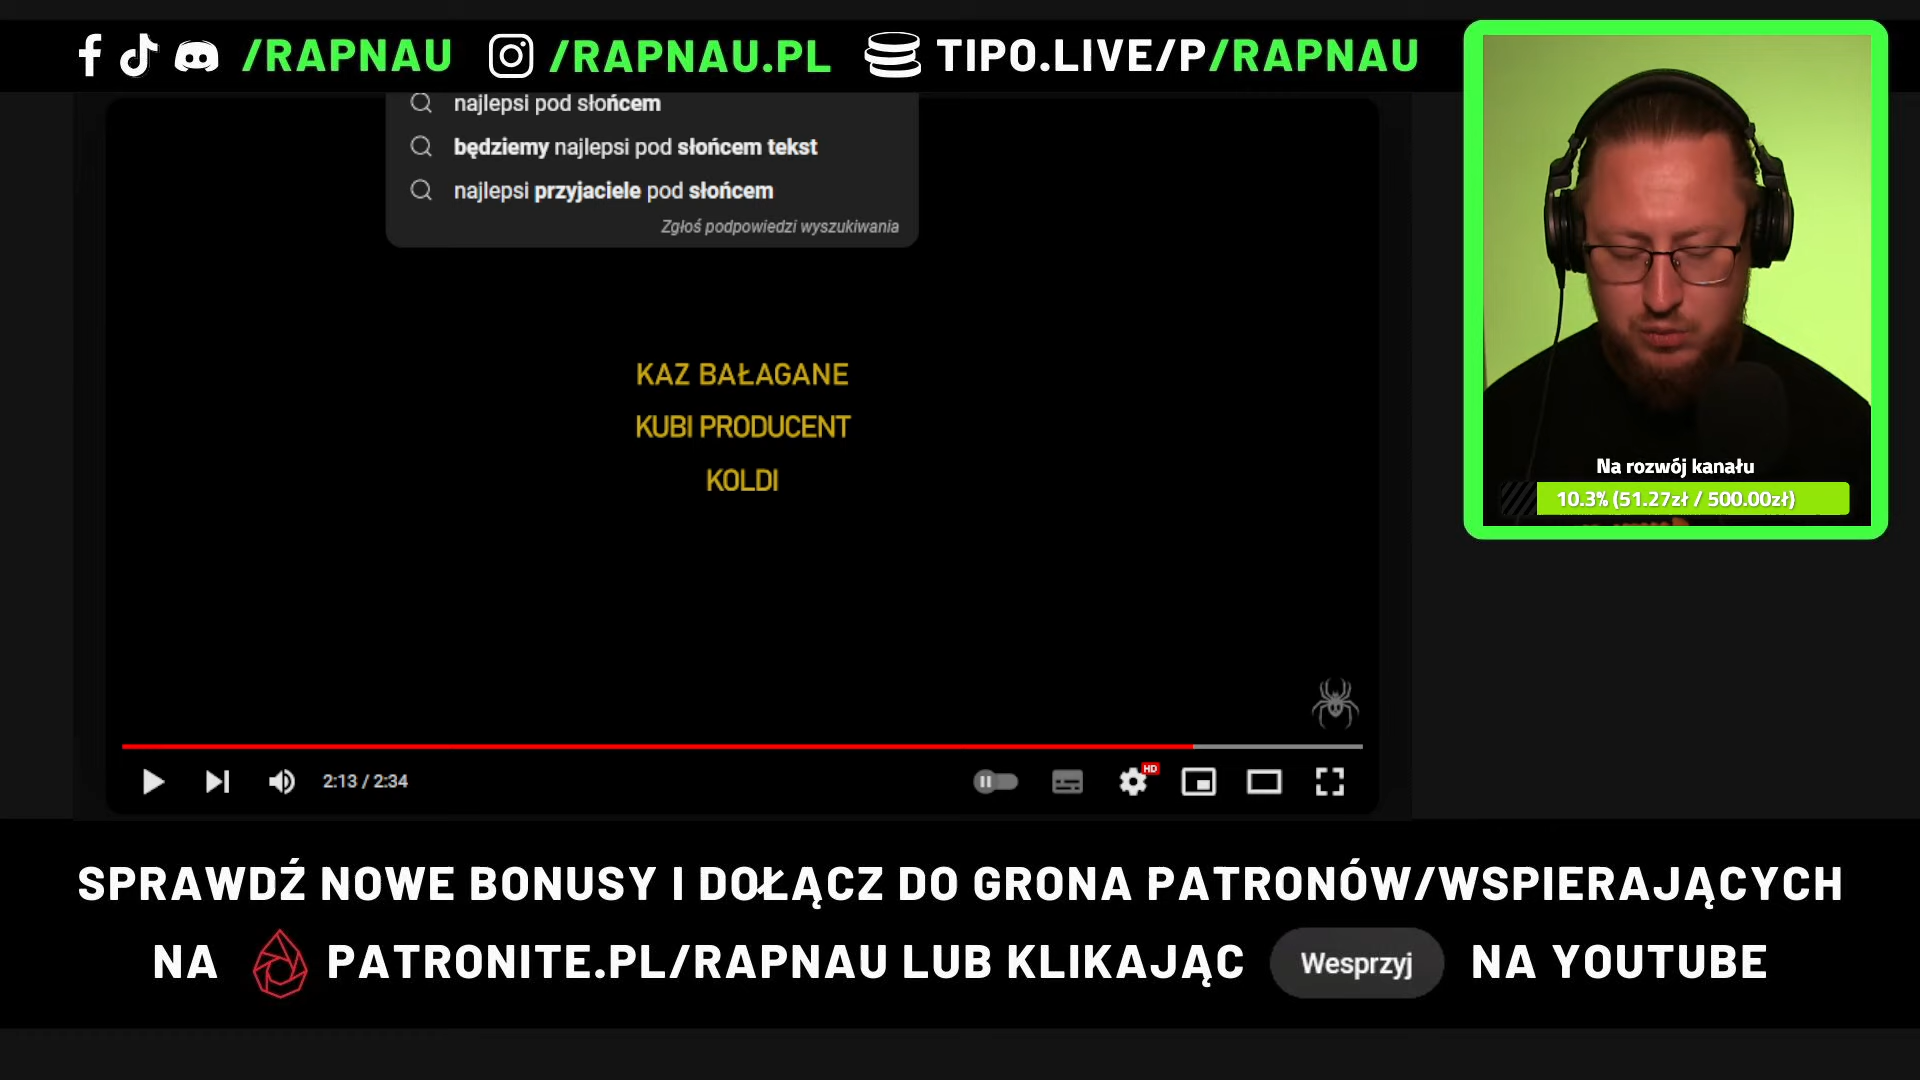 /RAPNAU /RAPNAU.PL TIPO.LIVE/P/RAPNAU
najlepsi pod słońcem
będziemy najlepsi pod słońcem tekst
najlepsi przyjaciele pod słońcem
Zgłoś podpowiedzi wyszukiwania
KAZ BAŁAGANE
KUBI PRODUCENT
KOLDI
Na rozwój kanału
10.3% (51.27zł / 500.00zł)
2:13 / 2:34
HD
SPRAWDŹ NOWE BONUSY I DOŁĄCZ DO GRONA PATRONÓW/WSPIERAJĄCYCH
NA PATRONITE.PL/RAPNAU LUB KLIKAJĄC Wesprzyj NA YOUTUBE